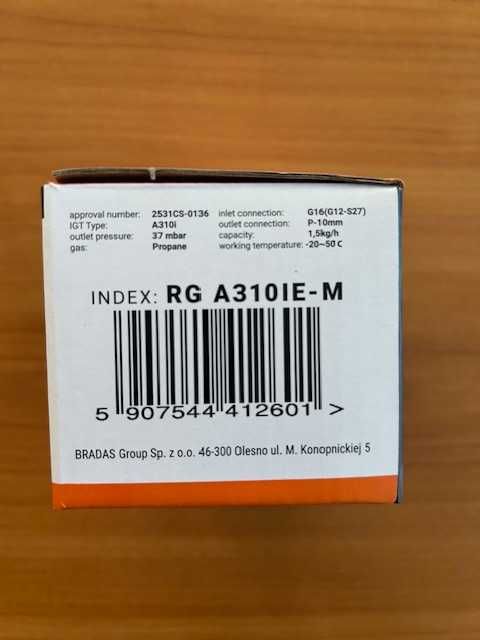 approval number: 2531CS-0136 inlet connection: G16(G12-S27)
IGT Type: A310i outlet connection: P-10mm
outlet pressure: 37 mbar capacity: 1,5kg/h
gas: Propane working temperature: -20~50 C
INDEX: RG A310IE-M
5 907544 412601 >
BRADAS Group Sp. z o.o. 46-300 Olesno ul. M. Konopnickiej 5